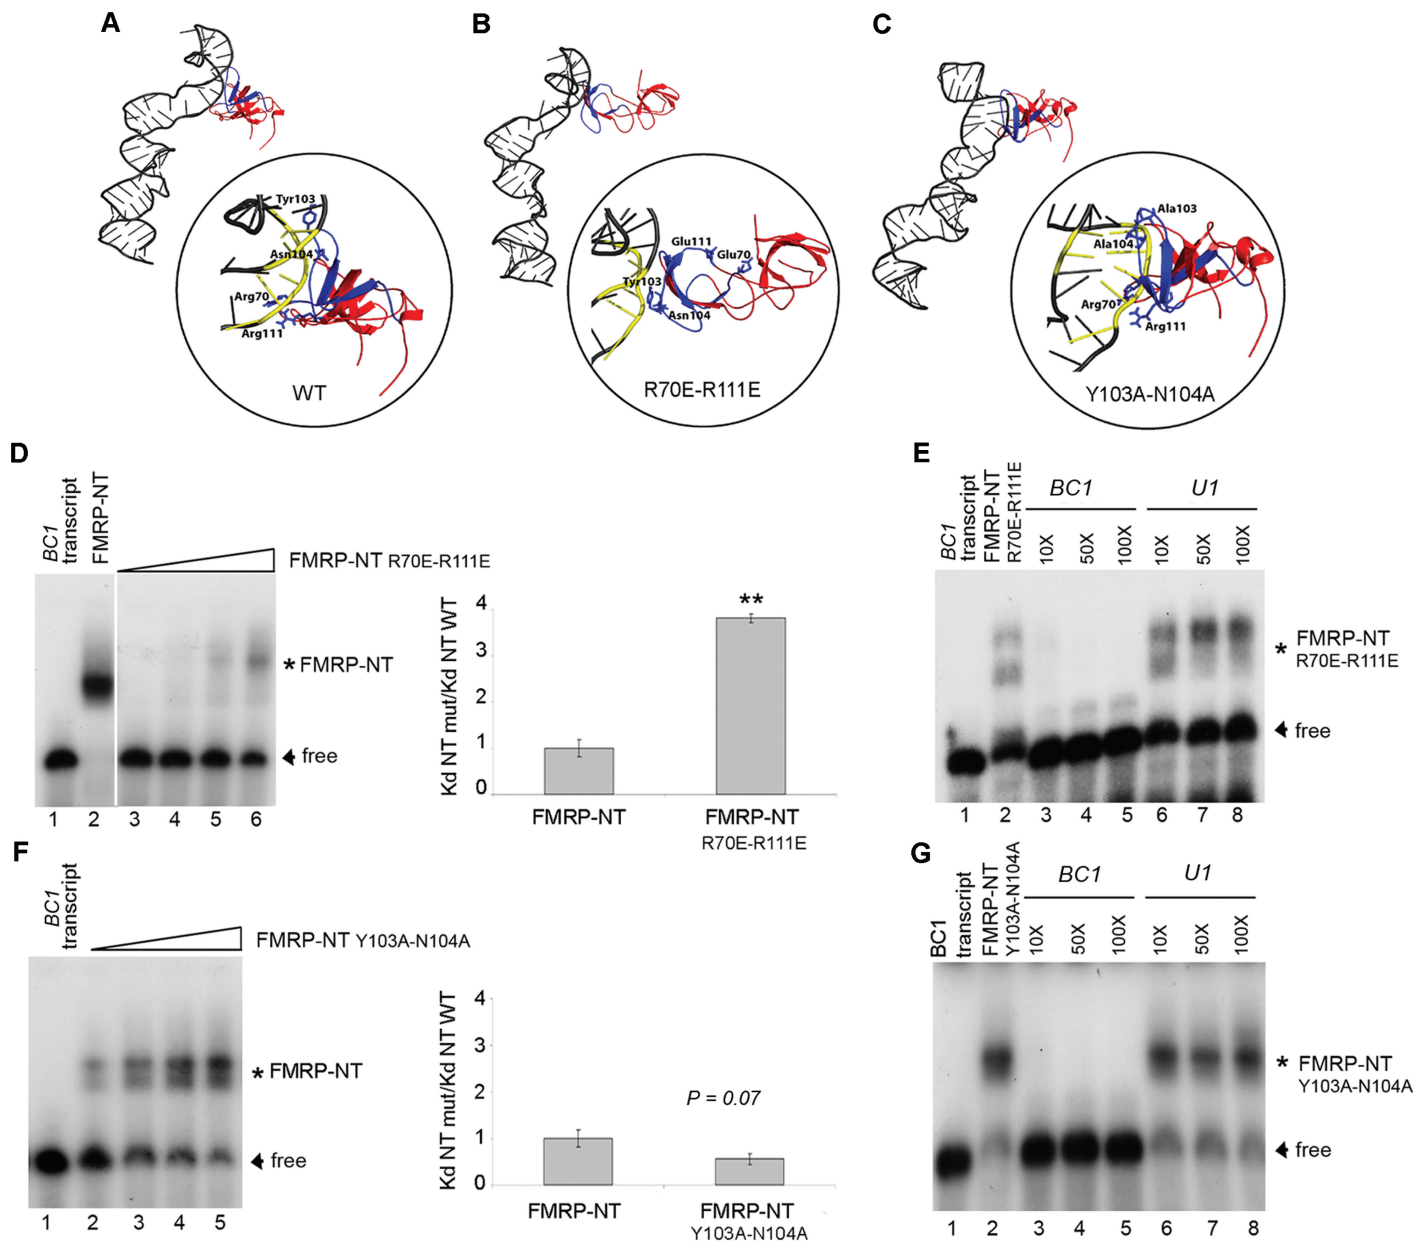 A
B
C
Tyr103
Asn104
Arg70
Arg111
WT
Glu111
Glu70
Tyr103
Asn104
R70E-R111E
Ala103
Ala104
Arg70
Arg111
Y103A-N104A
D
BC1
transcript
FMRP-NT
FMRP-NT R70E-R111E
* FMRP-NT
free
1 2 3 4 5 6
Kd NT mut/Kd NT WT
4
3
2
1
0
**
FMRP-NT
FMRP-NT
R70E-R111E
E
BC1
transcript
FMRP-NT
R70E-R111E
BC1
U1
10X 50X 100X 10X 50X 100X
* FMRP-NT
R70E-R111E
free
1 2 3 4 5 6 7 8
F
BC1
transcript
FMRP-NT Y103A-N104A
* FMRP-NT
free
1 2 3 4 5
Kd NT mut/Kd NT WT
4
3
2
1
0
P = 0.07
FMRP-NT
FMRP-NT
Y103A-N104A
G
BC1
transcript
FMRP-NT
Y103A-N104A
BC1
U1
10X 50X 100X 10X 50X 100X
* FMRP-NT
Y103A-N104A
free
1 2 3 4 5 6 7 8